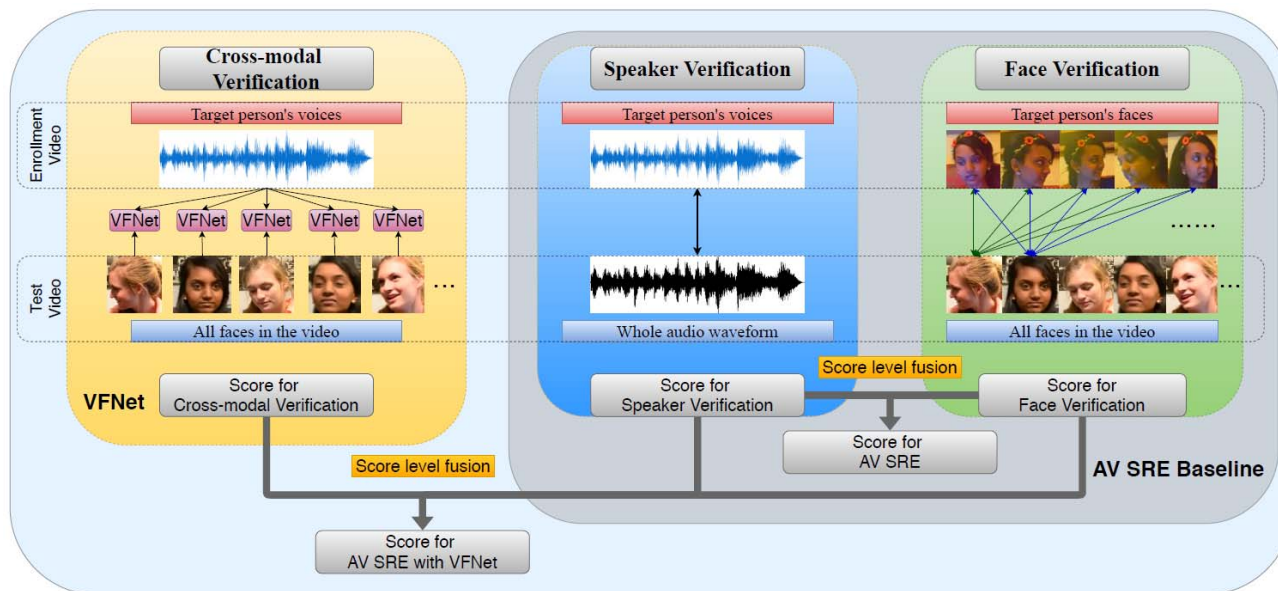 Cross-modal
Verification
Speaker Verification
Face Verification
Enrollment
Video
Target person's voices
Target person's voices
Target person's faces
VFNet
VFNet
VFNet
VFNet
VFNet
......
Test
Video
...
...
All faces in the video
Whole audio waveform
All faces in the video
VFNet
Score for
Cross-modal Verification
Score for
Speaker Verification
Score level fusion
Score for
Face Verification
Score for
AV SRE
Score level fusion
AV SRE Baseline
Score for
AV SRE with VFNet